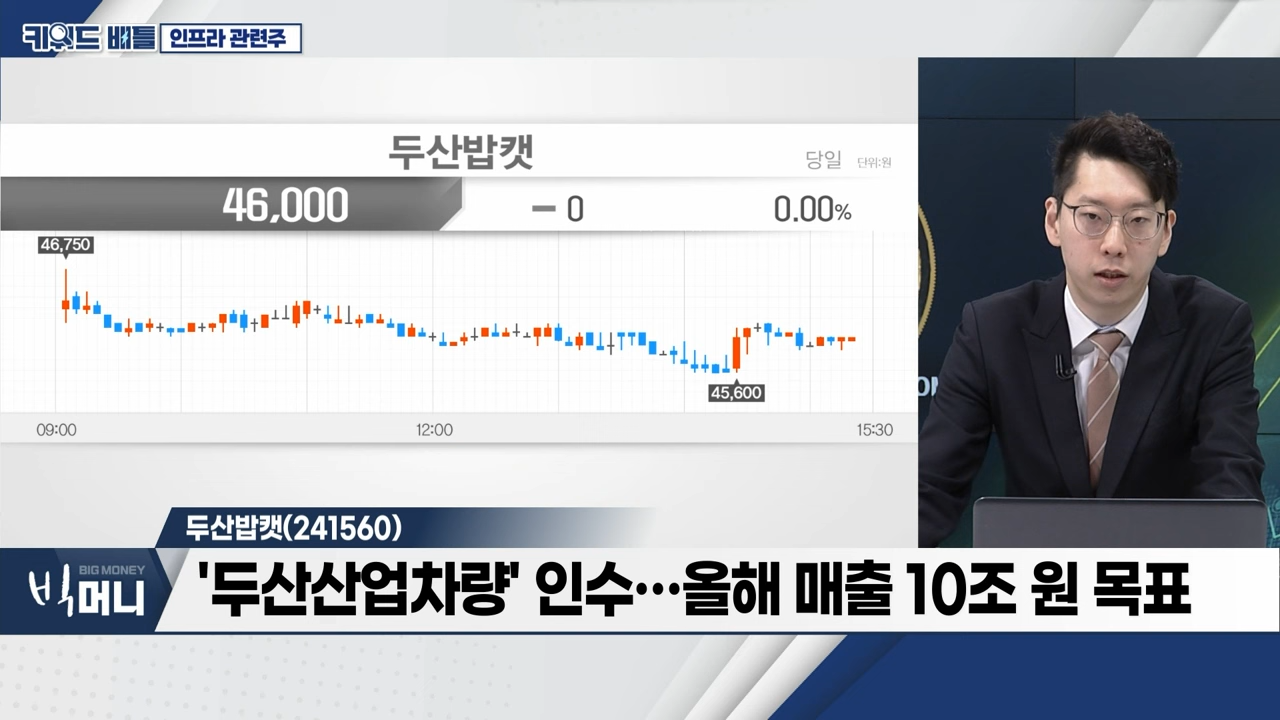 키워드 배틀 인프라 관련주
두산밥캣
당일 단위:원
46,000 0 0.00%
46,750
45,600
09:00 12:00 15:30
두산밥캣(241560)
BIG MONEY
빅머니
'두산산업차량' 인수…올해 매출 10조 원 목표